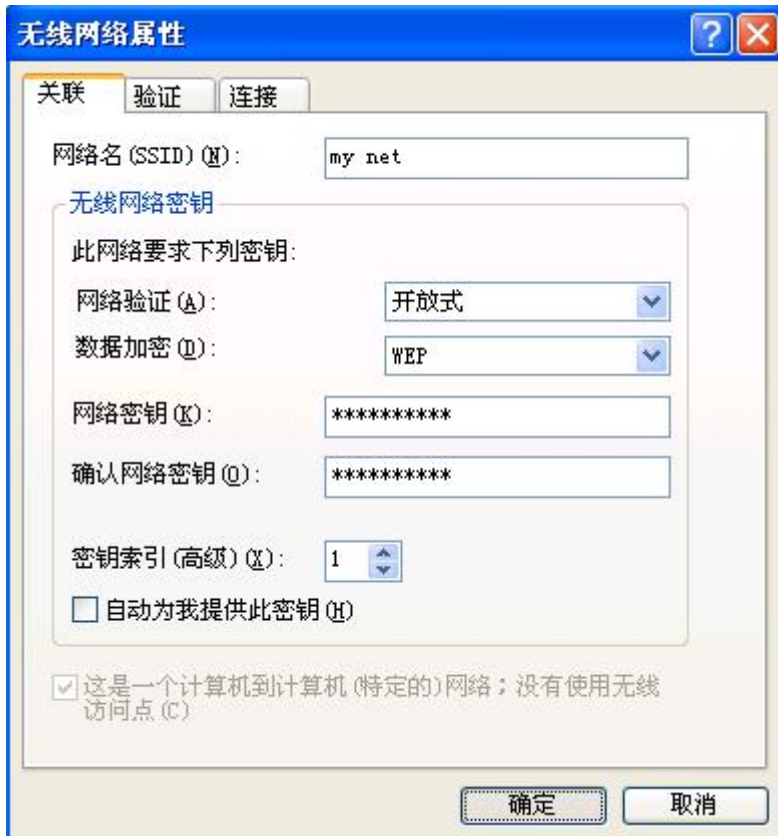 无线网络属性
关联 验证 连接
网络名(SSID)(N): my net
无线网络密钥
此网络要求下列密钥:
网络验证(A): 开放式
数据加密(D): WEP
网络密钥(K): **********
确认网络密钥(O): **********
密钥索引(高级)(X): 1
自动为我提供此密钥(H)
这是一个计算机到计算机(特定的)网络；没有使用无线
访问点(C)
确定 取消